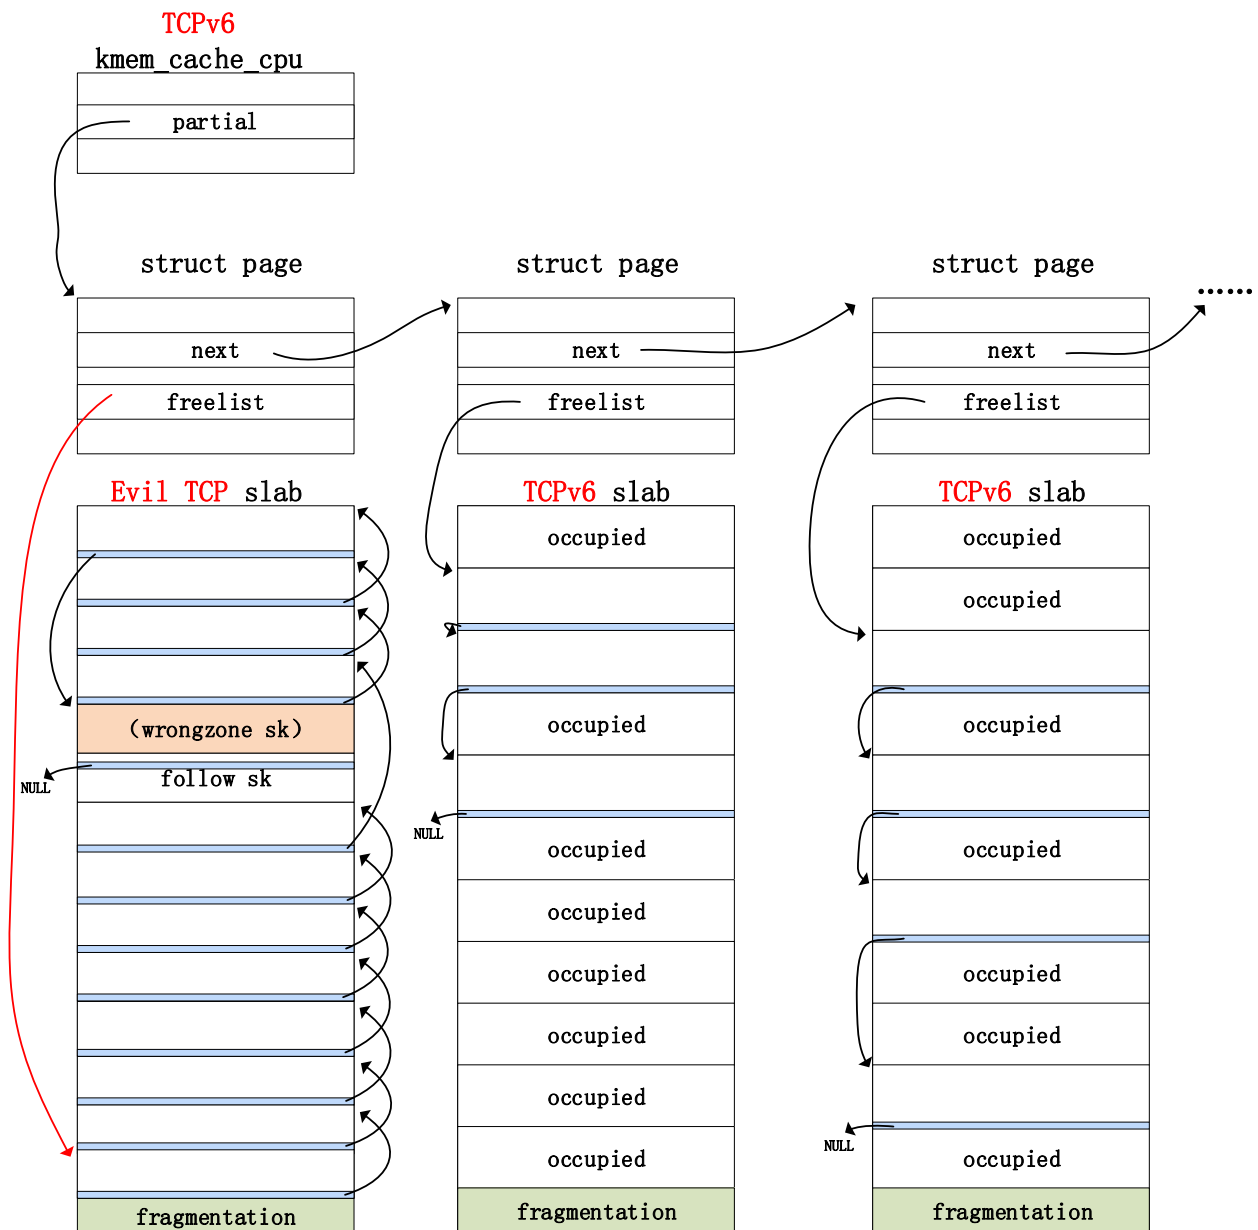 TCPv6
kmem_cache_cpu
partial
struct page
struct page
struct page
......
next
next
next
freelist
freelist
freelist
Evil TCP slab
TCPv6 slab
TCPv6 slab
occupied
occupied
occupied
(wrongzone sk)
occupied
occupied
follow sk
NULL
NULL
occupied
occupied
occupied
occupied
occupied
occupied
occupied
occupied
NULL
occupied
occupied
fragmentation
fragmentation
fragmentation